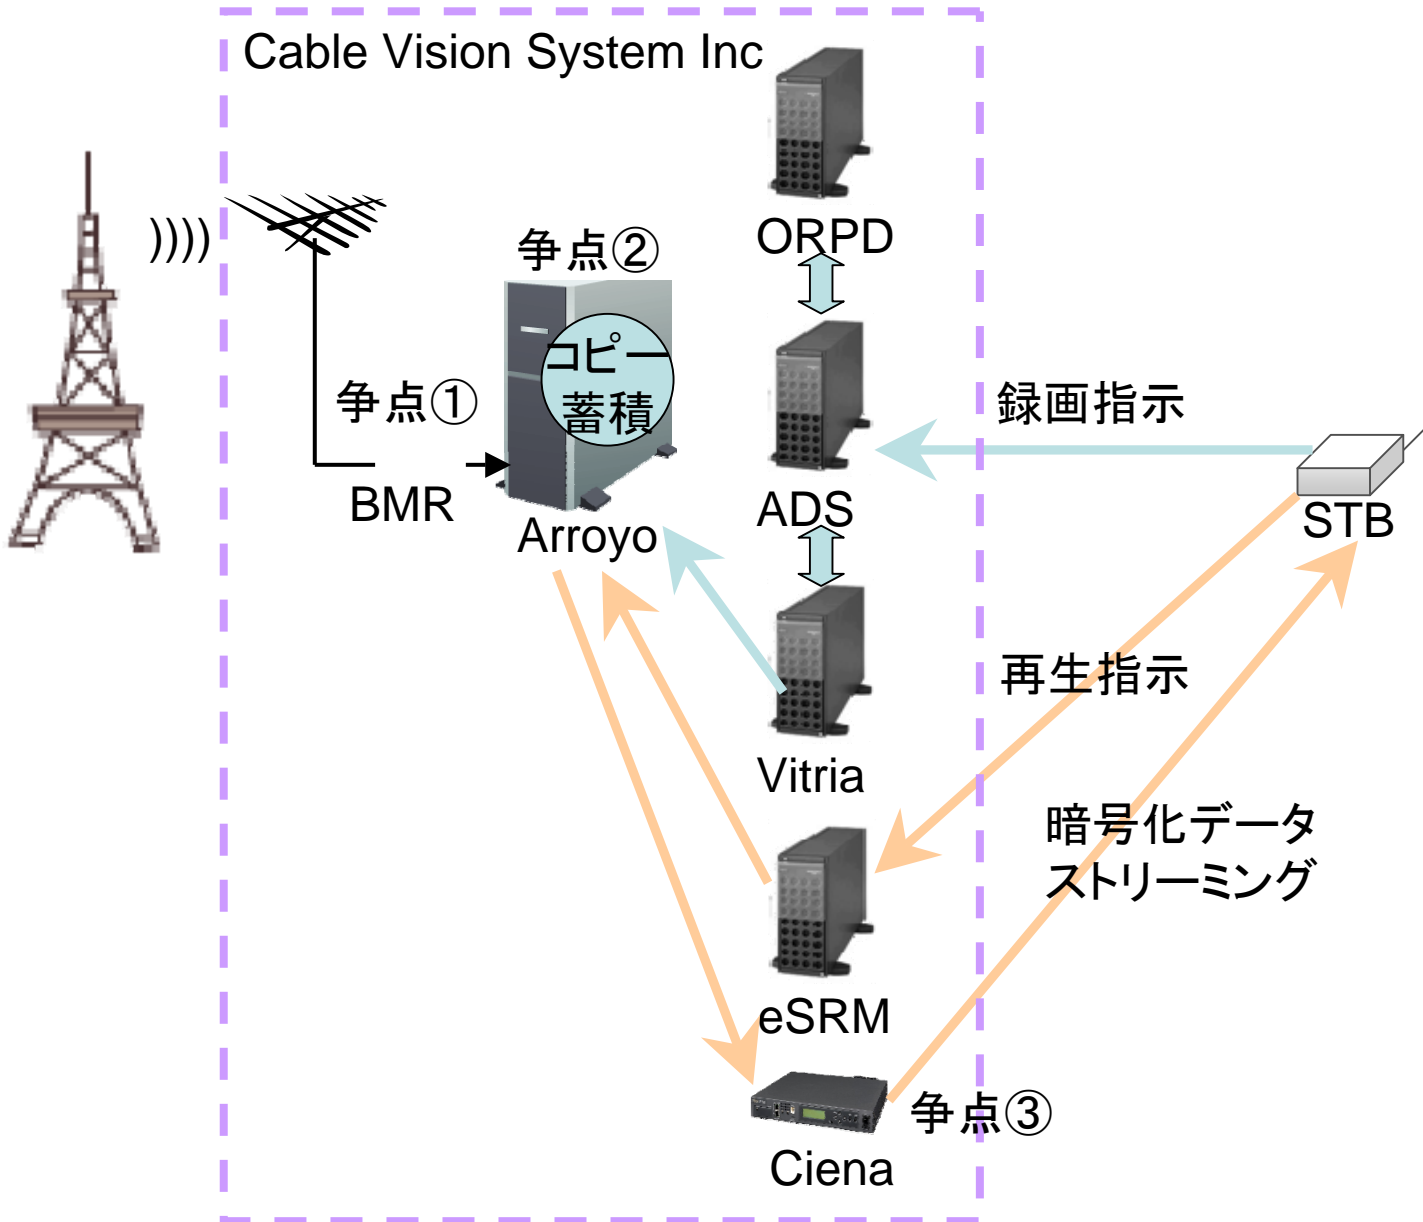 Cable Vision System Inc
))))
ORPD
争点②
コピー
蓄積
争点①
録画指示
BMR
ADS
STB
Arroyo
再生指示
Vitria
暗号化データ
ストリーミング
eSRM
争点③
Ciena